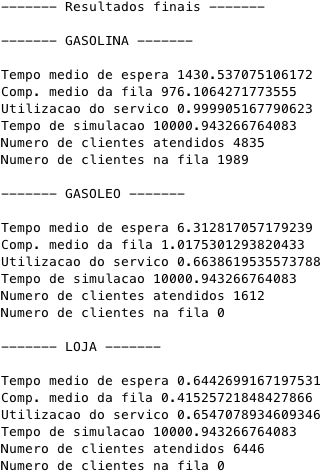 ------- Resultados finais -------
------- GASOLINA -------
Tempo medio de espera 1430.537075106172
Comp. medio da fila 976.1064271773555
Utilizacao do servico 0.999905167790623
Tempo de simulacao 10000.943266764083
Numero de clientes atendidos 4835
Numero de clientes na fila 1989
------- GASOLEO -------
Tempo medio de espera 6.312817057179239
Comp. medio da fila 1.0175301293820433
Utilizacao do servico 0.6638619535573788
Tempo de simulacao 10000.943266764083
Numero de clientes atendidos 1612
Numero de clientes na fila 0
------- LOJA -------
Tempo medio de espera 0.6442699167197531
Comp. medio da fila 0.41525721848427866
Utilizacao do servico 0.6547078934609346
Tempo de simulacao 10000.943266764083
Numero de clientes atendidos 6446
Numero de clientes na fila 0